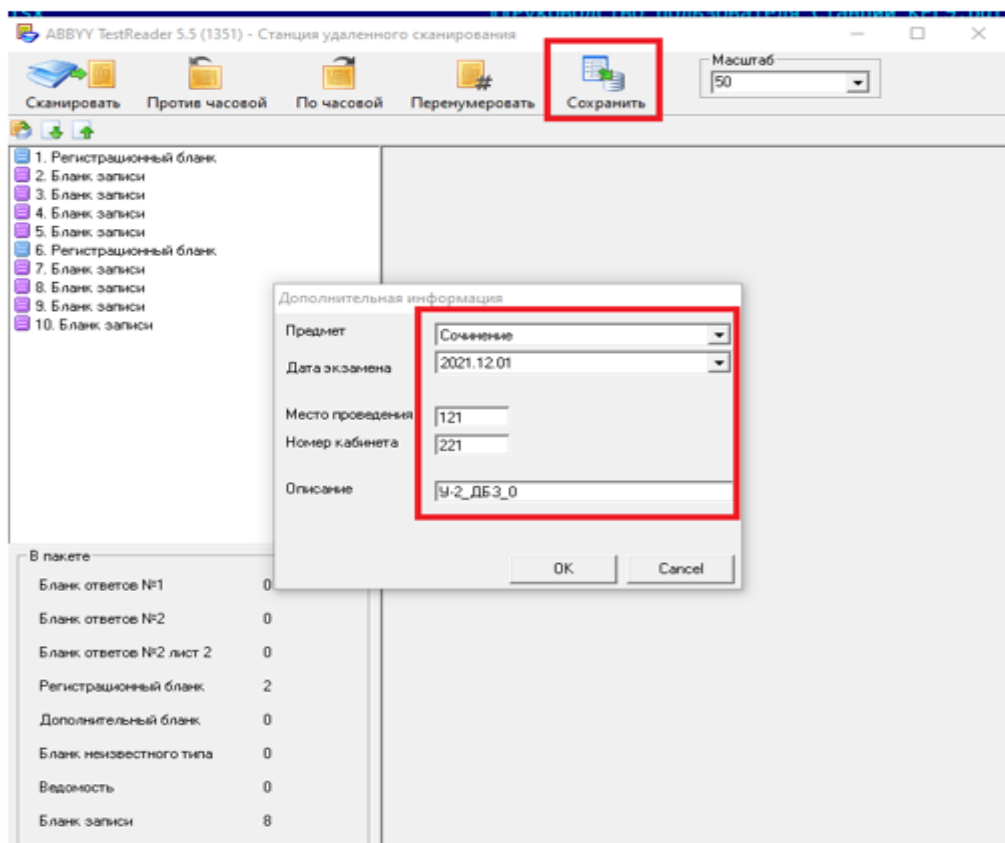 ABBYY TestReader 5.5 (1351) - Станция удаленного сканирования
Сканировать Против часовой По часовой Перенумеровать Сохранить
Масштаб
50
1. Регистрационный бланк
2. Бланк записи
3. Бланк записи
4. Бланк записи
5. Бланк записи
6. Регистрационный бланк
7. Бланк записи
8. Бланк записи
9. Бланк записи
10. Бланк записи
Дополнительная информация
Предмет Сочинение
Дата экзамена 2021.12.01
Место проведения 121
Номер кабинета 221
Описание У-2_ДБ3_0
OK Cancel
В пакете
Бланк ответов №1 0
Бланк ответов №2 0
Бланк ответов №2 лист 2 0
Регистрационный бланк 2
Дополнительный бланк 0
Бланк неизвестного типа 0
Ведомость 0
Бланк записи 8